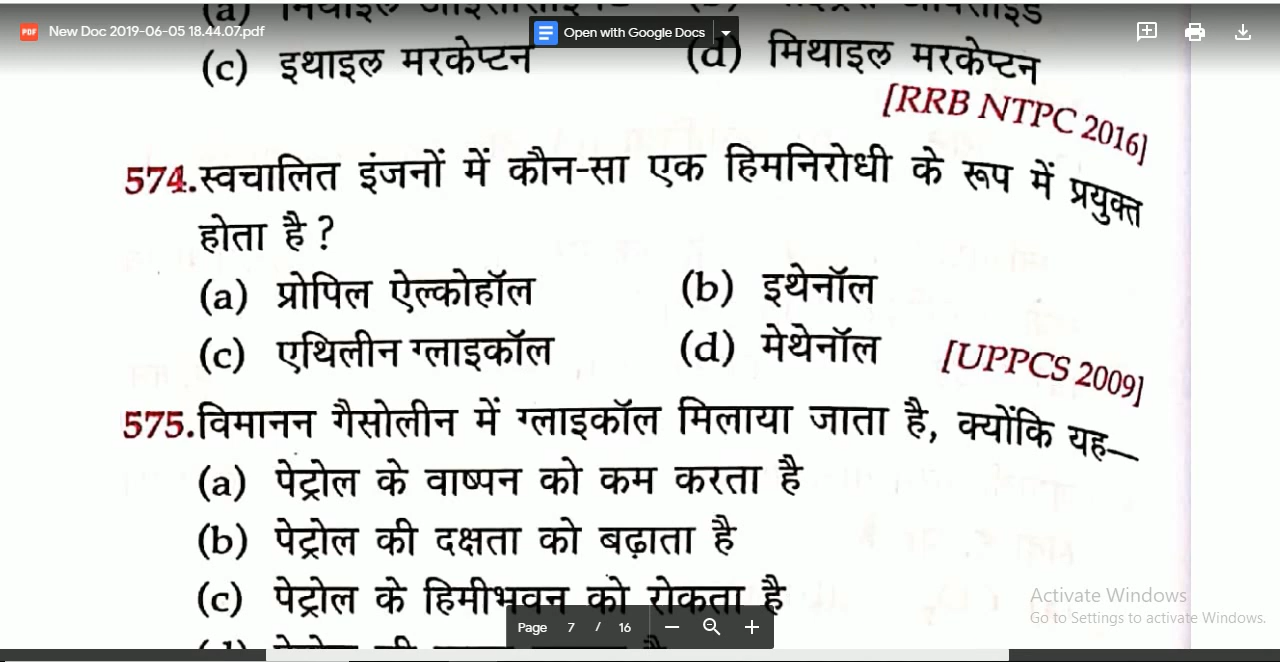 New Doc 2019-06-05 18.44.07.pdf
Open with Google Docs
(c) इथाइल मरकेप्टन (d) मिथाइल मरकेप्टन
[RRB NTPC 2016]
574. स्वचालित इंजनों में कौन-सा एक हिमनिरोधी के रूप में प्रयुक्त
होता है ?
(a) प्रोपिल ऐल्कोहॉल (b) इथेनॉल
(c) एथिलीन ग्लाइकॉल (d) मेथेनॉल [UPPCS 2009]
575. विमानन गैसोलीन में ग्लाइकॉल मिलाया जाता है, क्योंकि यह—
(a) पेट्रोल के वाष्पन को कम करता है
(b) पेट्रोल की दक्षता को बढ़ाता है
(c) पेट्रोल के हिमीभवन को रोकता है
Activate Windows
Go to Settings to activate Windows.
Page 7 / 16